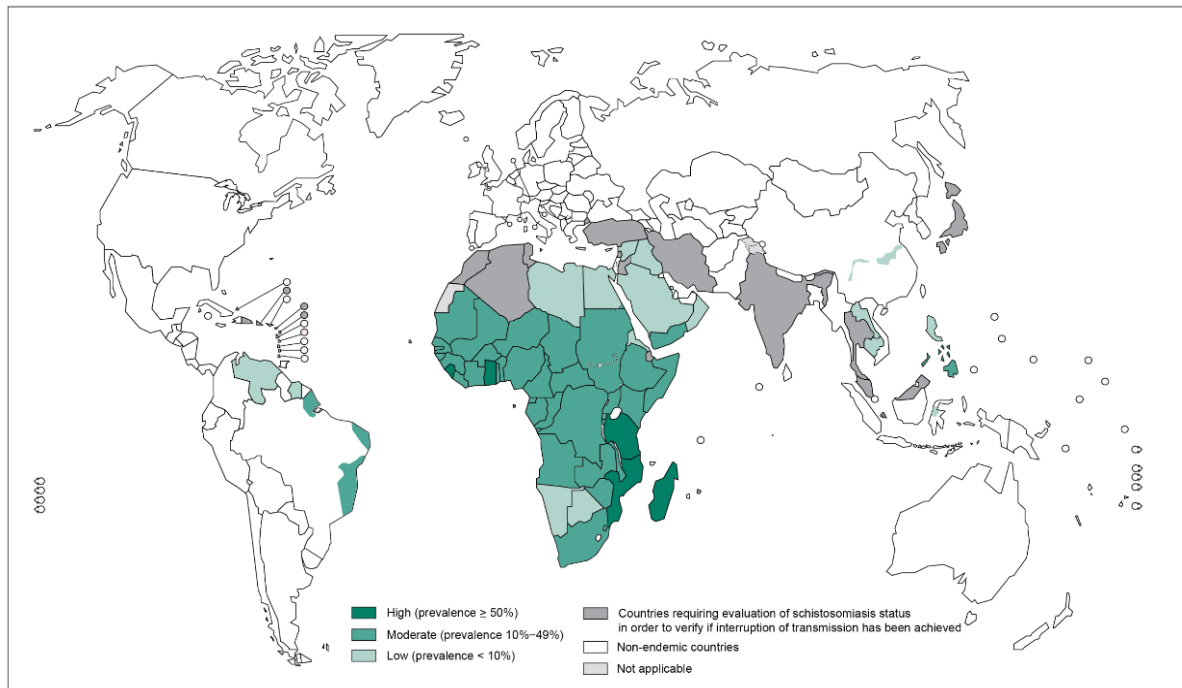 High (prevalence ≥ 50%)
Moderate (prevalence 10%–49%)
Low (prevalence < 10%)
Countries requiring evaluation of schistosomiasis status
in order to verify if interruption of transmission has been achieved
Non-endemic countries
Not applicable